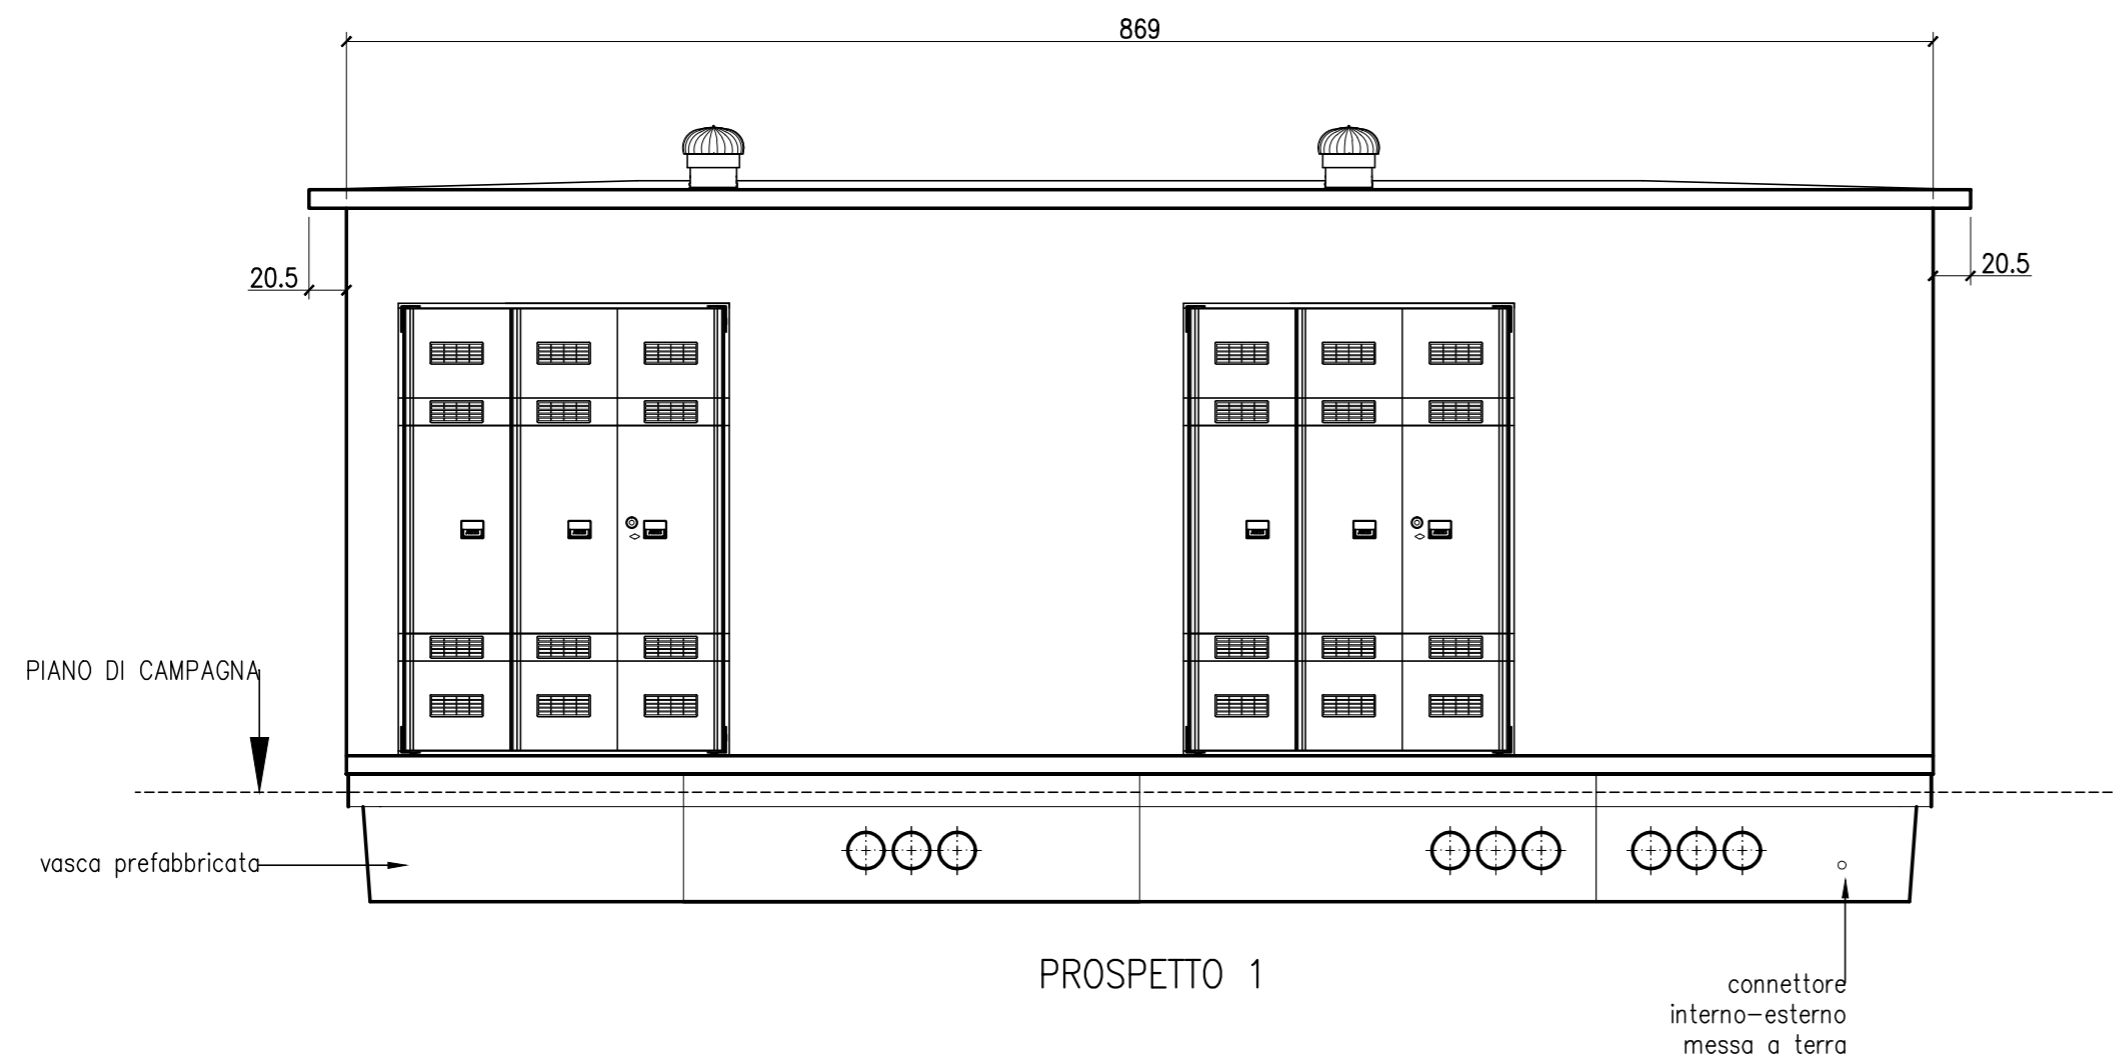 869
20.5
20.5
PIANO DI CAMPAGNA
vasca prefabbricata
PROSPETTO 1
connettore
interno-esterno
messa a terra